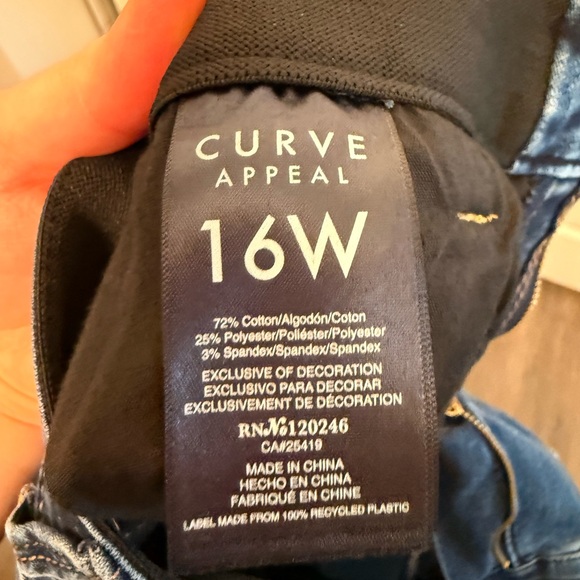 CURVE
APPEAL
16W
72% Cotton/Algodón/Coton
25% Polyester/Poliéster/Polyester
3% Spandex/Spandex/Spandex
EXCLUSIVE OF DECORATION
EXCLUSIVO PARA DECORAR
EXCLUSIVEMENT DE DÉCORATION
RN№120246
CA#25419
MADE IN CHINA
HECHO EN CHINA
FABRIQUÉ EN CHINE
LABEL MADE FROM 100% RECYCLED PLASTIC